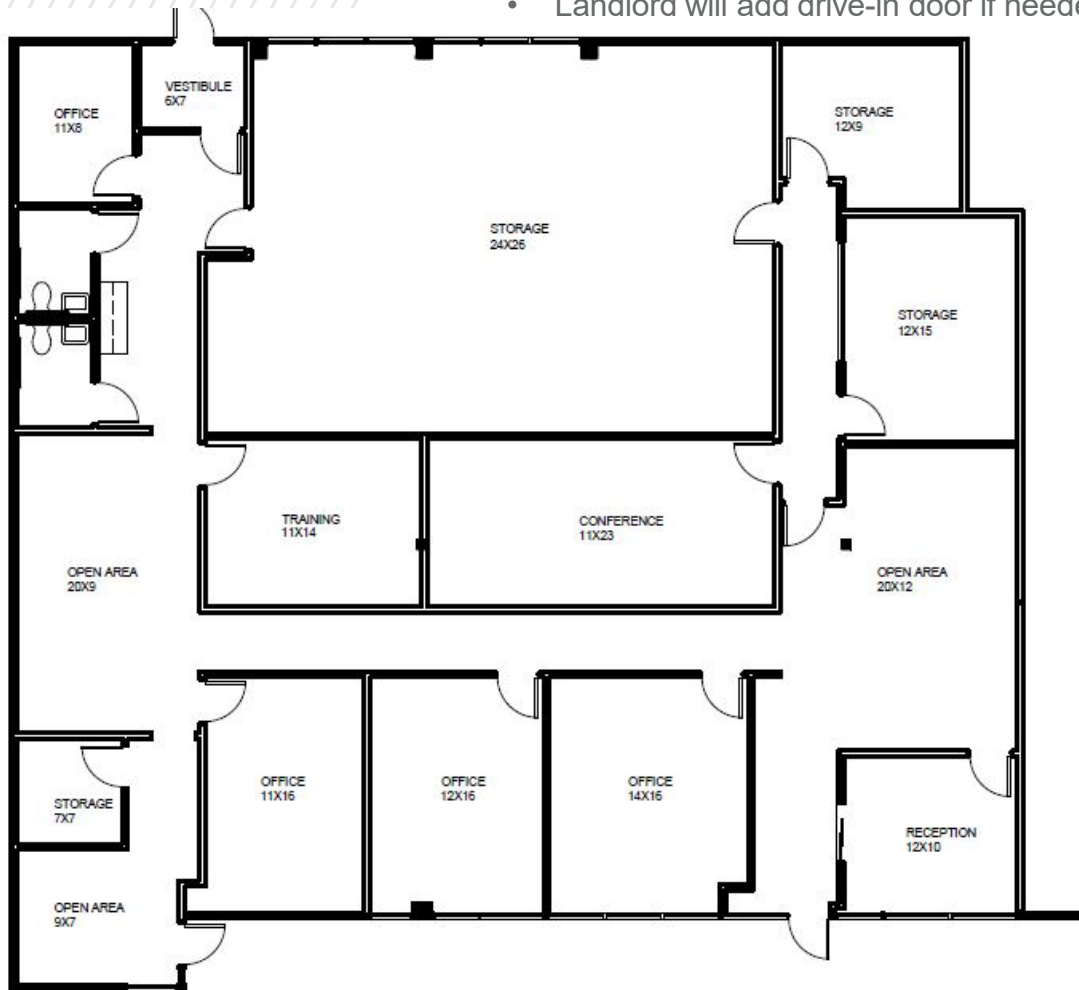 • Landlord will add drive-in door if neede
VESTIBULE
6X7
OFFICE
11X8
STORAGE
12X9
STORAGE
24X26
STORAGE
12X15
TRAINING
11X14
CONFERENCE
11X23
OPEN AREA
20X9
OPEN AREA
20X12
OFFICE
11X16
OFFICE
12X16
OFFICE
14X16
STORAGE
7X7
RECEPTION
12X10
OPEN AREA
9X7